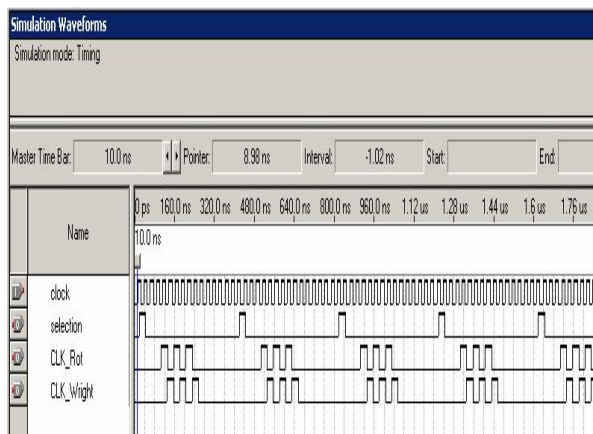 Simulation Waveforms
Simulation mode: Timing
Master Time Bar: 10.0 ns Pointer: 8.98 ns Interval: -1.02 ns Start: End:
Name
0 ps 160.0 ns 320.0 ns 480.0 ns 640.0 ns 800.0 ns 960.0 ns 1.12 us 1.28 us 1.44 us 1.6 us 1.76 us
10.0 ns
clock
selection
CLK_Rot
CLK_Wright